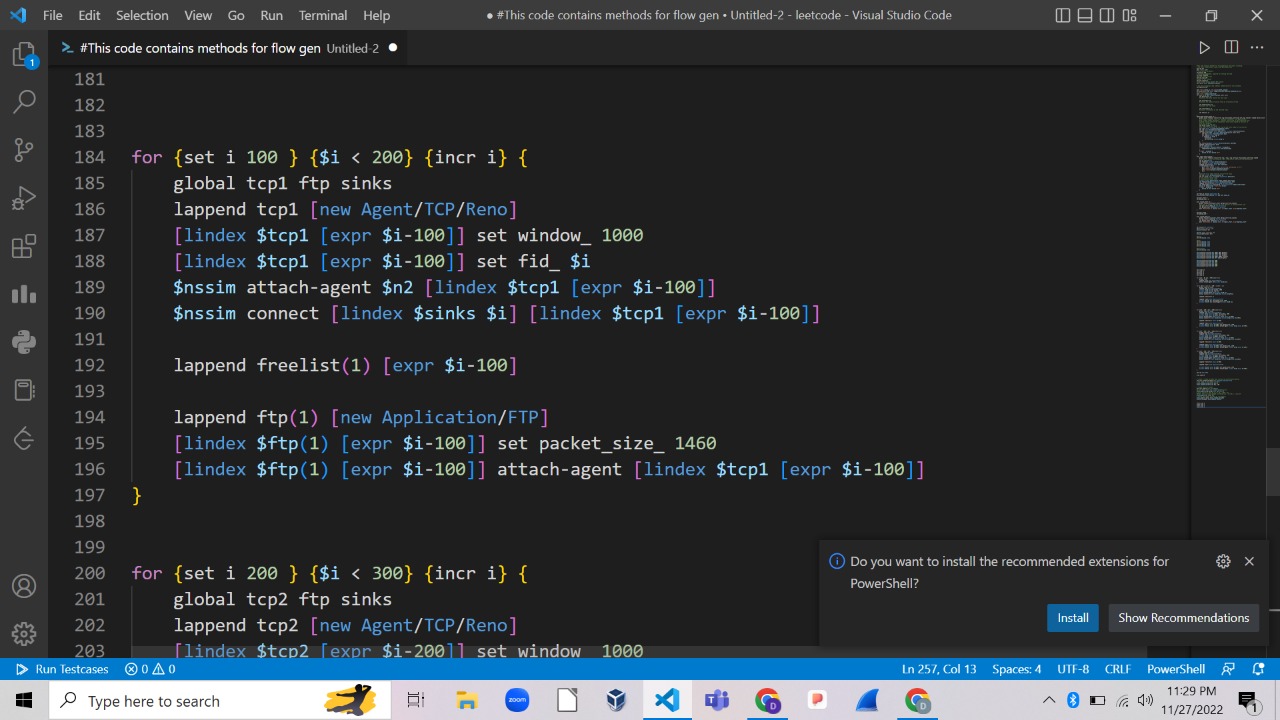 File Edit Selection View Go Run Terminal Help
● #This code contains methods for flow gen • Untitled-2 - leetcode - Visual Studio Code
#This code contains methods for flow gen Untitled-2 ●
181
182
183
184 for {set i 100 } {$i < 200} {incr i} {
185 global tcp1 ftp sinks
186 lappend tcp1 [new Agent/TCP/Reno]
187 [lindex $tcp1 [expr $i-100]] set window_ 1000
188 [lindex $tcp1 [expr $i-100]] set fid_ $i
189 $nssim attach-agent $n2 [lindex $tcp1 [expr $i-100]]
190 $nssim connect [lindex $sinks $i] [lindex $tcp1 [expr $i-100]]
191
192 lappend freelist(1) [expr $i-100]
193
194 lappend ftp(1) [new Application/FTP]
195 [lindex $ftp(1) [expr $i-100]] set packet_size_ 1460
196 [lindex $ftp(1) [expr $i-100]] attach-agent [lindex $tcp1 [expr $i-100]]
197 }
198
199
200 for {set i 200 } {$i < 300} {incr i} {
201 global tcp2 ftp sinks
202 lappend tcp2 [new Agent/TCP/Reno]
203 [lindex $tcp2 [expr $i-200]] set window_ 1000
1
Do you want to install the recommended extensions for
PowerShell?
Install Show Recommendations
Run Testcases 0 0 Ln 257, Col 13 Spaces: 4 UTF-8 CRLF PowerShell
Type here to search
zoom
11:29 PM
11/27/2022
1